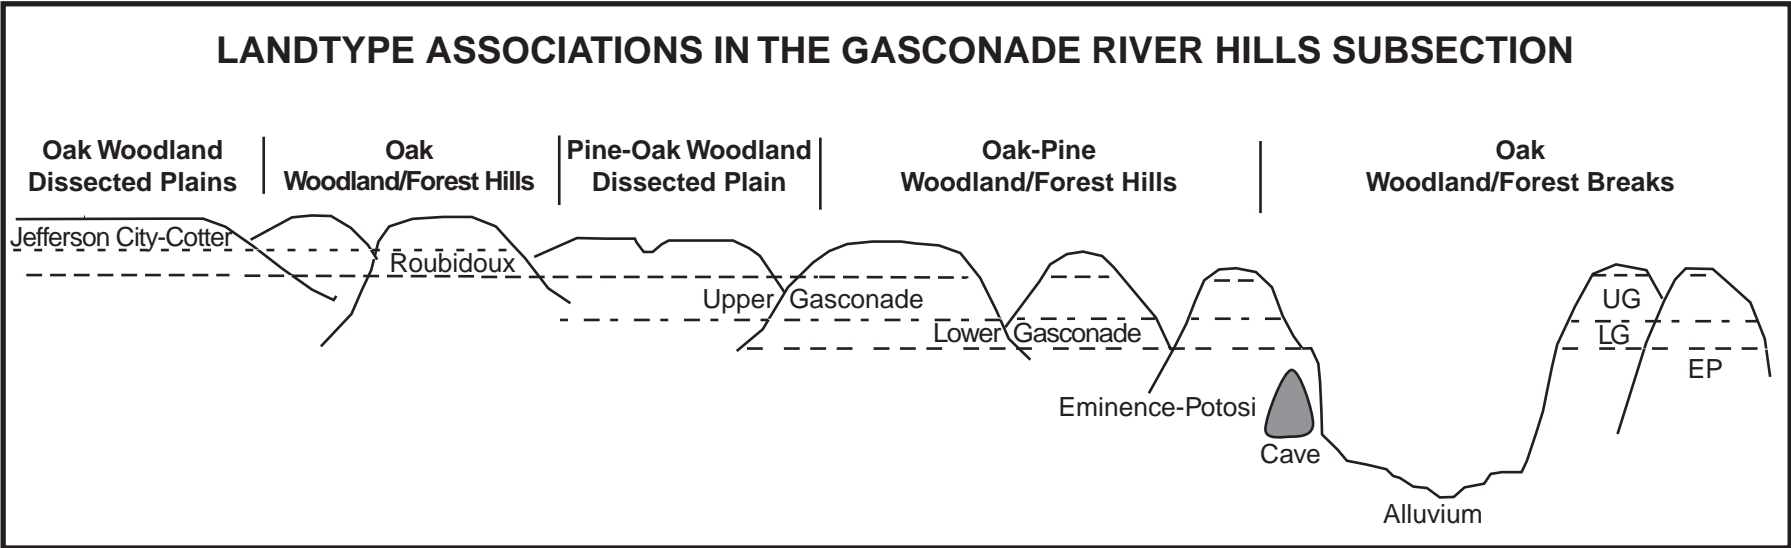 LANDTYPE ASSOCIATIONS IN THE GASCONADE RIVER HILLS SUBSECTION
Oak Woodland
Dissected Plains
Oak
Woodland/Forest Hills
Pine-Oak Woodland
Dissected Plain
Oak-Pine
Woodland/Forest Hills
Oak
Woodland/Forest Breaks
Jefferson City-Cotter
Roubidoux
Upper Gasconade
Lower Gasconade
Eminence-Potosi
Cave
Alluvium
UG
LG
EP